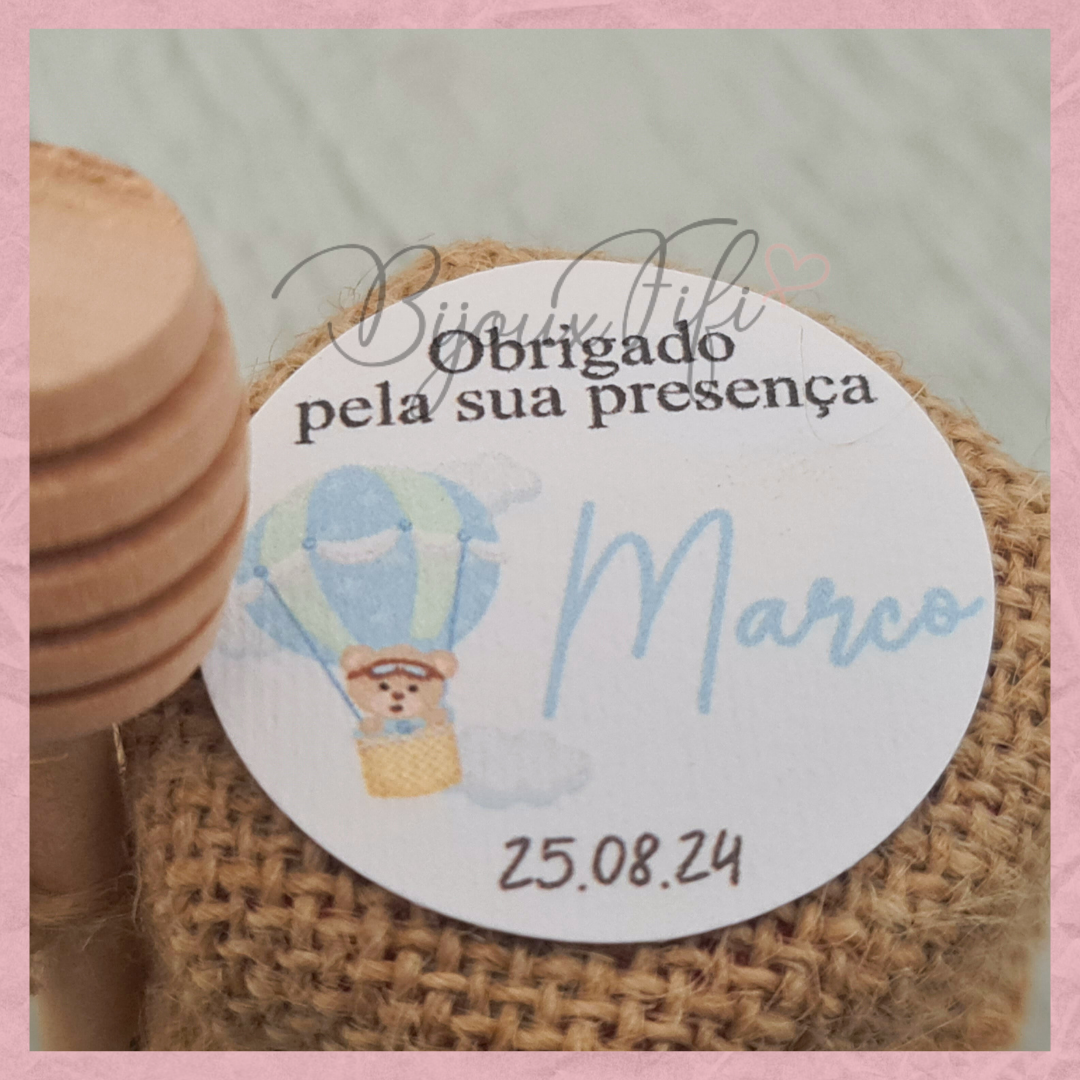 Bijoux Fifi
Obrigado
pela sua presença
Marco
25.08.24